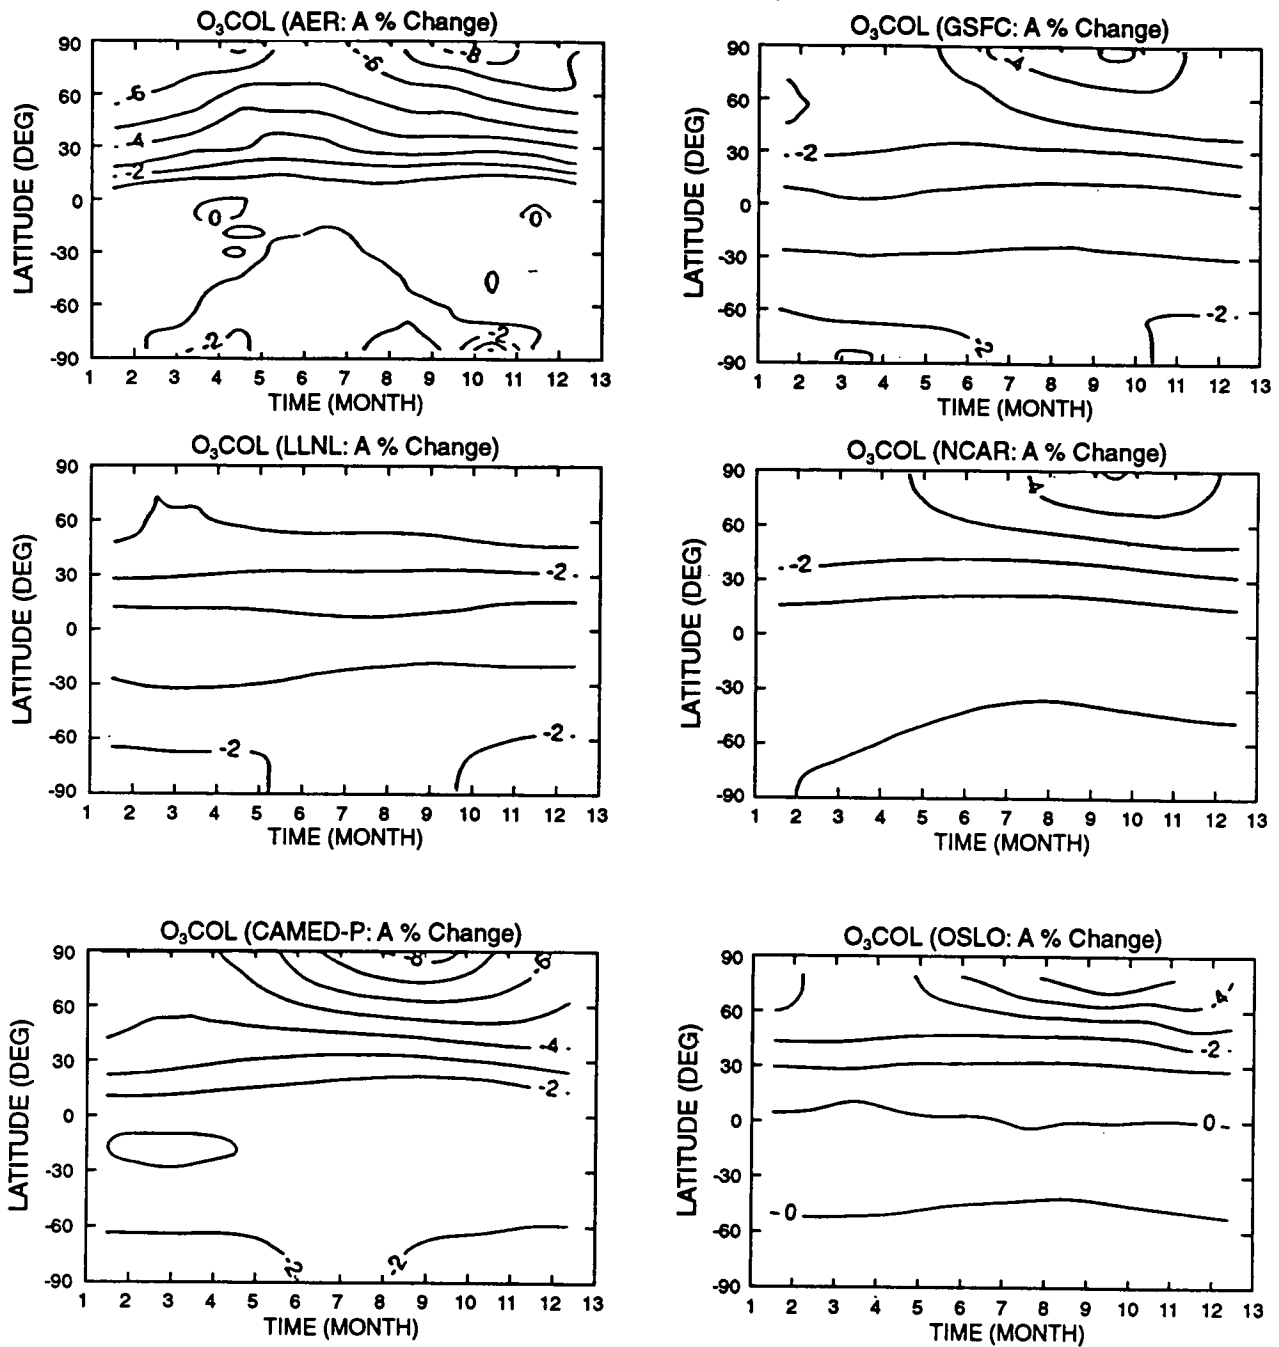 O₃COL (AER: A % Change)
LATITUDE (DEG)
90
60
30
0
-30
-60
-90
-6
-4
-2
-6
-8
0
0
-2
-2
1 2 3 4 5 6 7 8 9 10 11 12 13
TIME (MONTH)
O₃COL (GSFC: A % Change)
LATITUDE (DEG)
90
60
30
0
-30
-60
-90
-4
-2
-2
-2
1 2 3 4 5 6 7 8 9 10 11 12 13
TIME (MONTH)
O₃COL (LLNL: A % Change)
LATITUDE (DEG)
90
60
30
0
-30
-60
-90
-2
-2
-2
1 2 3 4 5 6 7 8 9 10 11 12 13
TIME (MONTH)
O₃COL (NCAR: A % Change)
LATITUDE (DEG)
90
60
30
0
-30
-60
-90
-4
-2
1 2 3 4 5 6 7 8 9 10 11 12 13
TIME (MONTH)
O₃COL (CAMED-P: A % Change)
LATITUDE (DEG)
90
60
30
0
-30
-60
-90
-8
-6
-4
-2
-2
-2
1 2 3 4 5 6 7 8 9 10 11 12 13
TIME (MONTH)
O₃COL (OSLO: A % Change)
LATITUDE (DEG)
90
60
30
0
-30
-60
-90
-4
-2
0
0
1 2 3 4 5 6 7 8 9 10 11 12 13
TIME (MONTH)